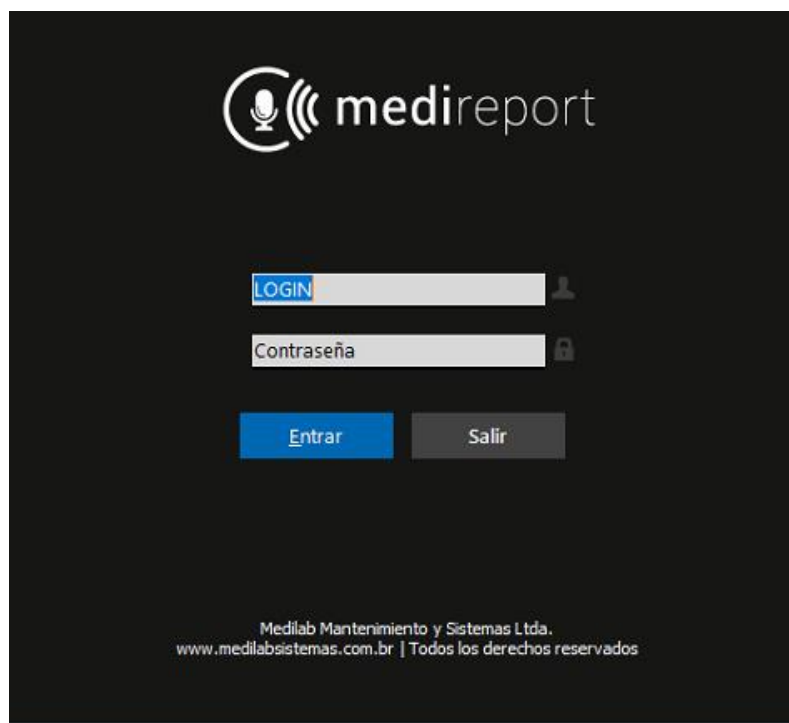 medireport
LOGIN
Contraseña
Entrar
Salir
Medilab Mantenimiento y Sistemas Ltda.
www.medilabsistemas.com.br | Todos los derechos reservados